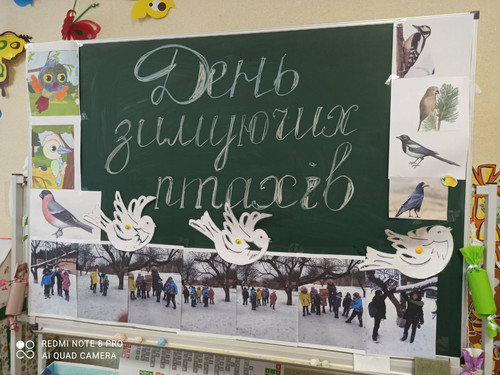 День
зимуючих
птахів
REDMI NOTE 8 PRO
AI QUAD CAMERA